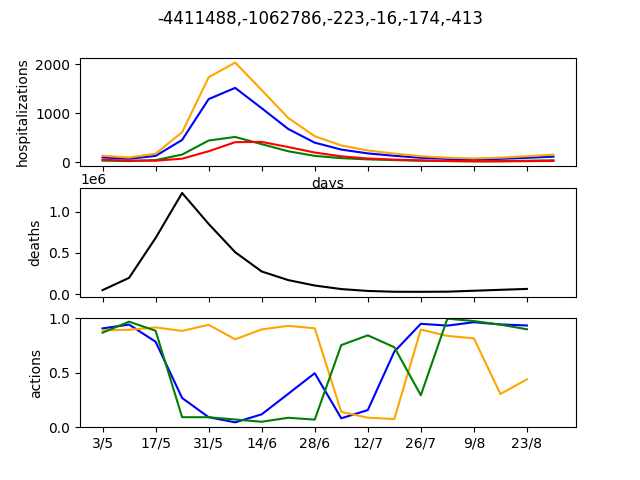 -4411488,-1062786,-223,-16,-174,-413
2000
1000
0
hospitalizations
days
1e6
1.0
0.5
0.0
deaths
1.0
0.5
0.0
actions
3/5 17/5 31/5 14/6 28/6 12/7 26/7 9/8 23/8